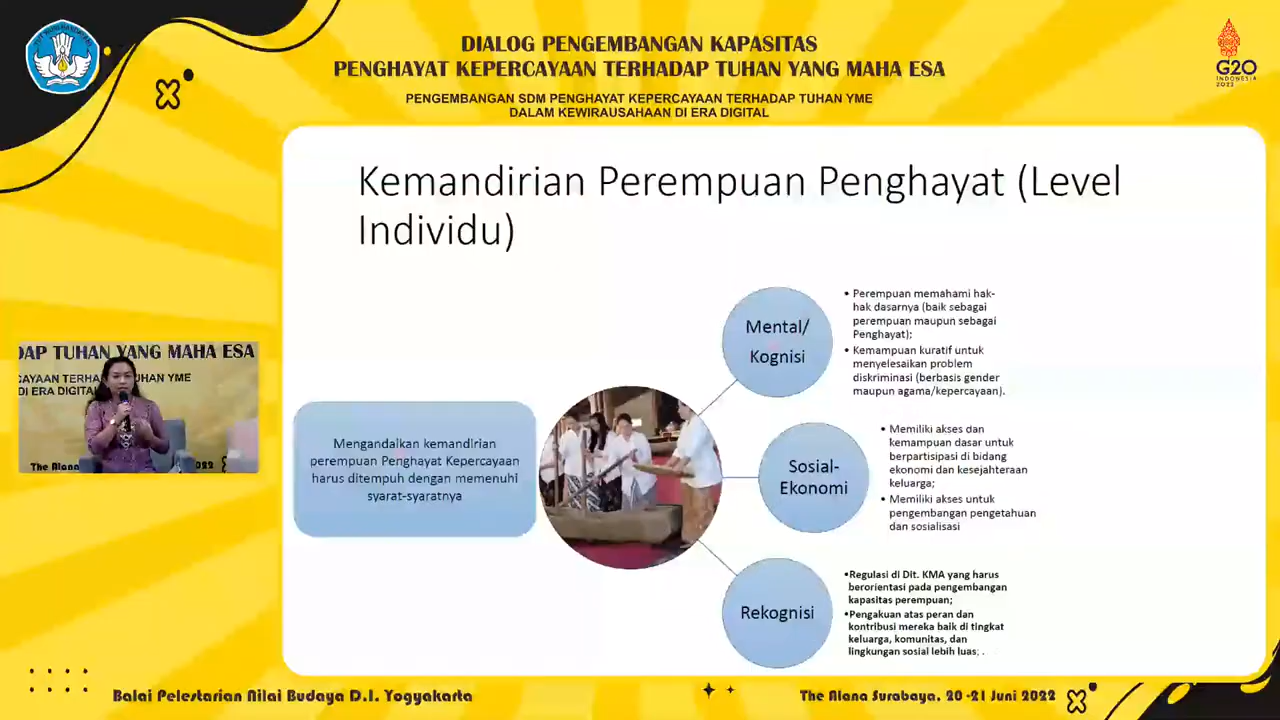 DIALOG PENGEMBANGAN KAPASITAS
PENGHAYAT KEPERCAYAAN TERHADAP TUHAN YANG MAHA ESA
PENGEMBANGAN SDM PENGHAYAT KEPERCAYAAN TERHADAP TUHAN YME
DALAM KEWIRAUSAHAAN DI ERA DIGITAL
G20
INDONESIA
2022
Kemandirian Perempuan Penghayat (Level
Individu)
Mental/
Kognisi
• Perempuan memahami hak-
hak dasarnya (baik sebagai
perempuan maupun sebagai
Penghayat);
• Kemampuan kuratif untuk
menyelesaikan problem
diskriminasi (berbasis gender
maupun agama/kepercayaan).
Mengandalkan kemandirian
perempuan Penghayat Kepercayaan
harus ditempuh dengan memenuhi
syarat-syaratnya
Sosial-
Ekonomi
• Memiliki akses dan
kemampuan dasar untuk
berpartisipasi di bidang
ekonomi dan kesejahteraan
keluarga;
• Memiliki akses untuk
pengembangan pengetahuan
dan sosialisasi
Rekognisi
•Regulasi di Dit. KMA yang harus
berorientasi pada pengembangan
kapasitas perempuan;
•Pengakuan atas peran dan
kontribusi mereka baik di tingkat
keluarga, komunitas, dan
lingkungan sosial lebih luas; .
DAP TUHAN YANG MAHA ESA
CAYAAN TERHADAP TUHAN YME
DI ERA DIGITAL
The Alana
2022
Balai Pelestarian Nilai Budaya D.I. Yogyakarta
The Alana Surabaya, 20 -21 Juni 2022